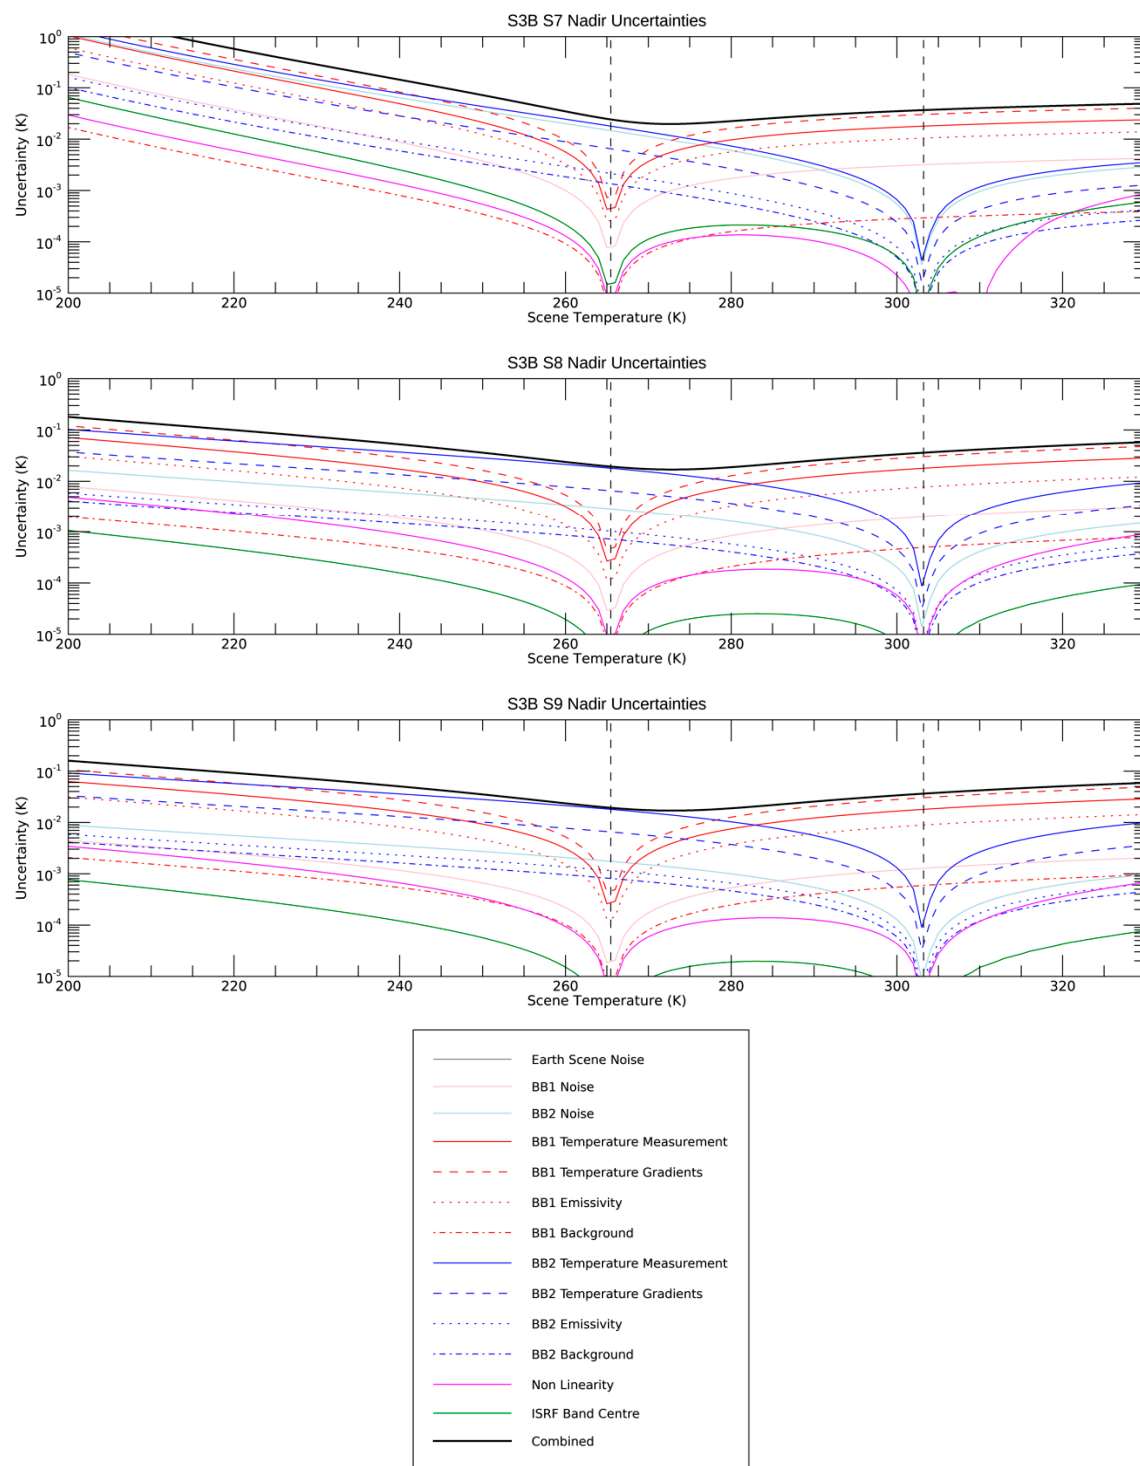 S3B S7 Nadir Uncertainties
10^0
10^-1
10^-2
10^-3
10^-4
10^-5
Uncertainty (K)
200 220 240 260 280 300 320
Scene Temperature (K)
S3B S8 Nadir Uncertainties
10^0
10^-1
10^-2
10^-3
10^-4
10^-5
Uncertainty (K)
200 220 240 260 280 300 320
Scene Temperature (K)
S3B S9 Nadir Uncertainties
10^0
10^-1
10^-2
10^-3
10^-4
10^-5
Uncertainty (K)
200 220 240 260 280 300 320
Scene Temperature (K)
Earth Scene Noise
BB1 Noise
BB2 Noise
BB1 Temperature Measurement
BB1 Temperature Gradients
BB1 Emissivity
BB1 Background
BB2 Temperature Measurement
BB2 Temperature Gradients
BB2 Emissivity
BB2 Background
Non Linearity
ISRF Band Centre
Combined